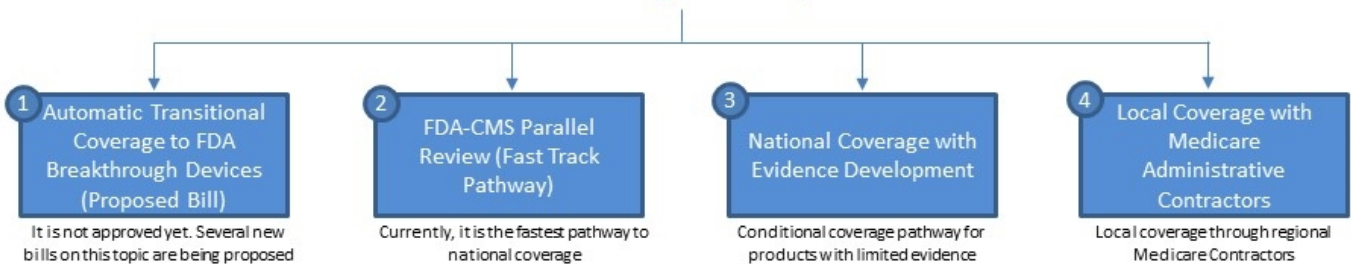 1
Automatic Transitional
Coverage to FDA
Breakthrough Devices
(Proposed Bill)
It is not approved yet. Several new
bills on this topic are being proposed
2
FDA-CMS Parallel
Review (Fast Track
Pathway)
Currently, it is the fastest pathway to
national coverage
3
National Coverage with
Evidence Development
Conditional coverage pathway for
products with limited evidence
4
Local Coverage with
Medicare
Administrative
Contractors
Local coverage through regional
Medicare Contractors